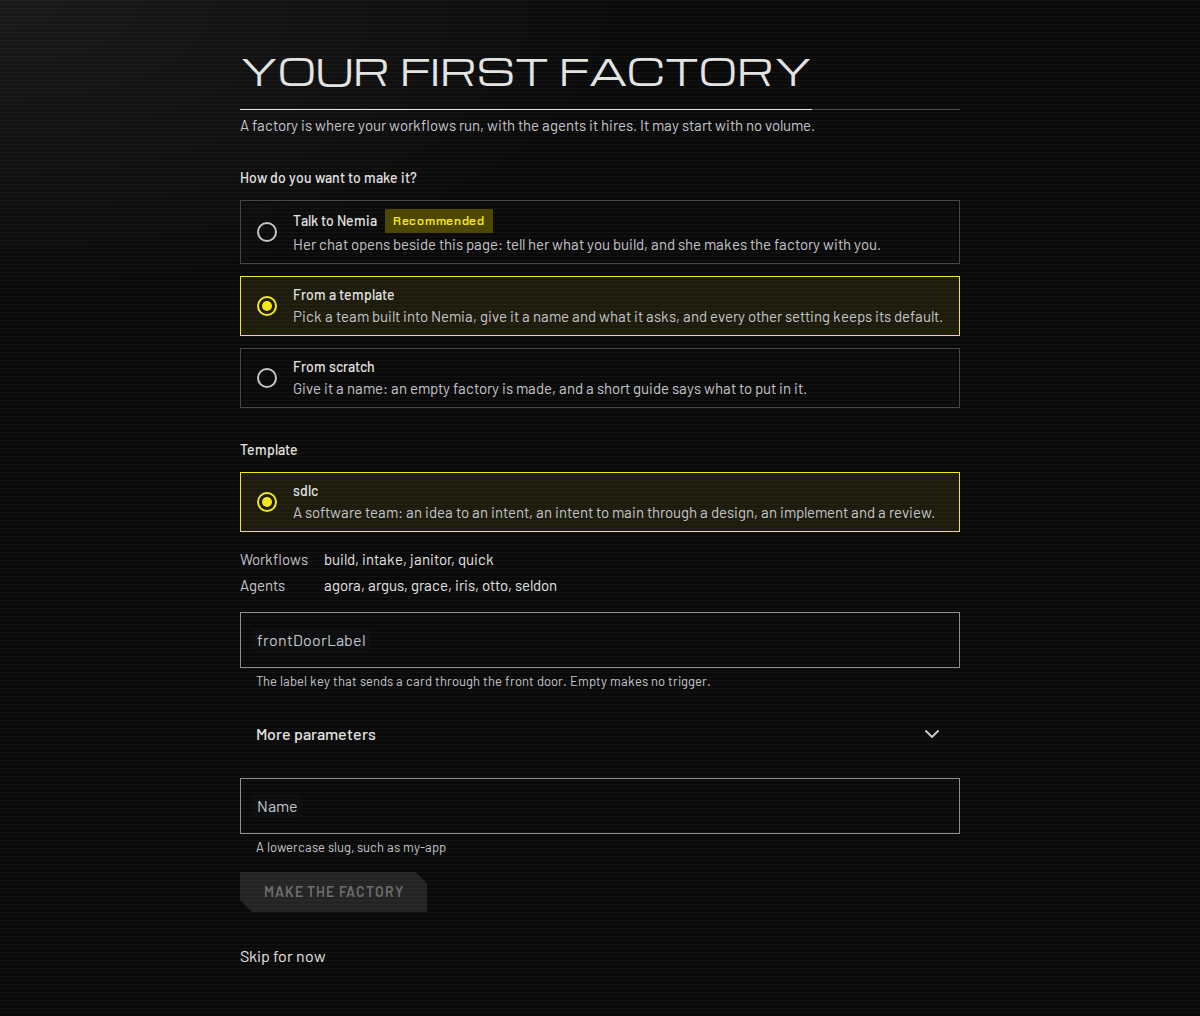 YOUR FIRST FACTORY
A factory is where your workflows run, with the agents it hires. It may start with no volume.
How do you want to make it?
Talk to Nemia Recommended
Her chat opens beside this page: tell her what you build, and she makes the factory with you.
From a template
Pick a team built into Nemia, give it a name and what it asks, and every other setting keeps its default.
From scratch
Give it a name: an empty factory is made, and a short guide says what to put in it.
Template
sdlc
A software team: an idea to an intent, an intent to main through a design, an implement and a review.
Workflows build, intake, janitor, quick
Agents agora, argus, grace, iris, otto, seldon
frontDoorLabel
The label key that sends a card through the front door. Empty makes no trigger.
More parameters
Name
A lowercase slug, such as my-app
MAKE THE FACTORY
Skip for now